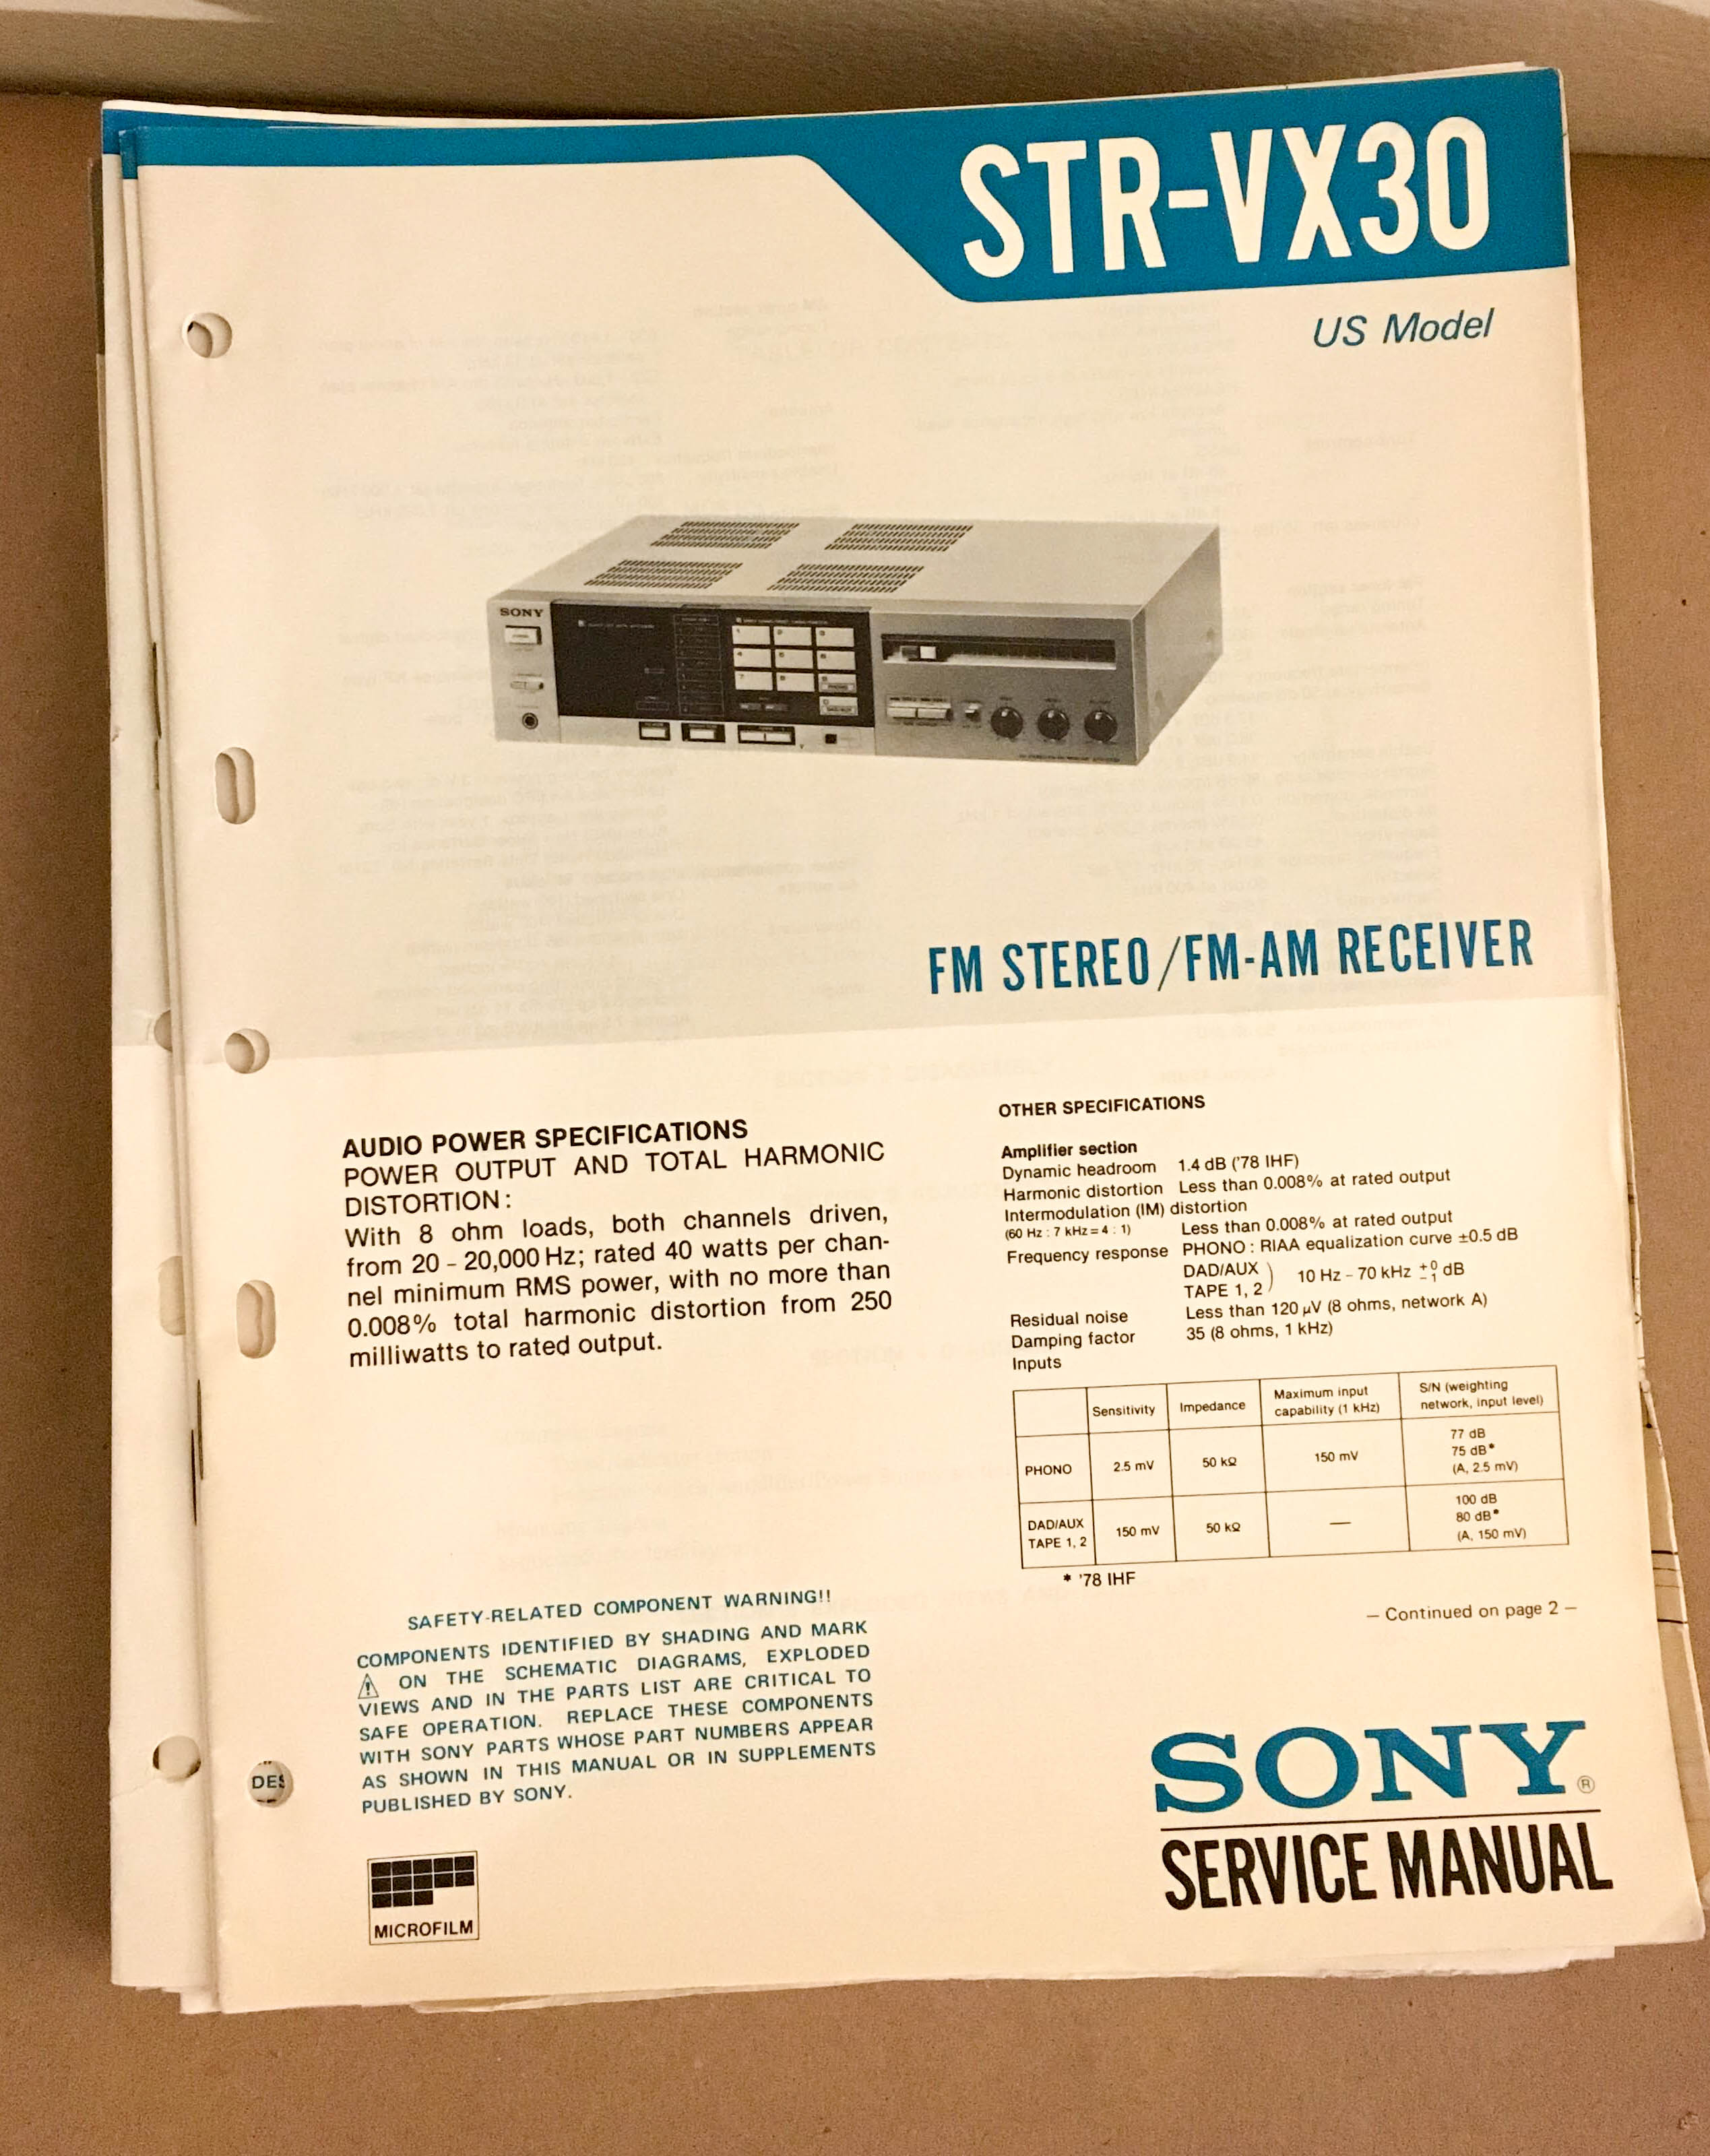 STR-VX30
US Model
SONY
FM STEREO/FM-AM RECEIVER
AUDIO POWER SPECIFICATIONS
POWER OUTPUT AND TOTAL HARMONIC
DISTORTION:
With 8 ohm loads, both channels driven,
from 20 – 20,000 Hz; rated 40 watts per chan-
nel minimum RMS power, with no more than
0.008% total harmonic distortion from 250
milliwatts to rated output.
SAFETY-RELATED COMPONENT WARNING!!
COMPONENTS IDENTIFIED BY SHADING AND MARK
⚠ ON THE SCHEMATIC DIAGRAMS, EXPLODED
VIEWS AND IN THE PARTS LIST ARE CRITICAL TO
SAFE OPERATION. REPLACE THESE COMPONENTS
WITH SONY PARTS WHOSE PART NUMBERS APPEAR
AS SHOWN IN THIS MANUAL OR IN SUPPLEMENTS
PUBLISHED BY SONY.
DES
MICROFILM
OTHER SPECIFICATIONS
Amplifier section
Dynamic headroom 1.4 dB ('78 IHF)
Harmonic distortion Less than 0.008% at rated output
Intermodulation (IM) distortion
(60 Hz : 7 kHz = 4 : 1) Less than 0.008% at rated output
Frequency response PHONO : RIAA equalization curve ±0.5 dB
DAD/AUX
TAPE 1, 2 ) 10 Hz – 70 kHz +0 −1 dB
Residual noise Less than 120 µV (8 ohms, network A)
Damping factor 35 (8 ohms, 1 kHz)
Inputs
Sensitivity Impedance Maximum input capability (1 kHz) S/N (weighting network, input level)
PHONO 2.5 mV 50 kΩ 150 mV 77 dB 75 dB* (A, 2.5 mV)
DAD/AUX TAPE 1, 2 150 mV 50 kΩ — 100 dB 80 dB* (A, 150 mV)
* '78 IHF
– Continued on page 2 –
SONY®
SERVICE MANUAL